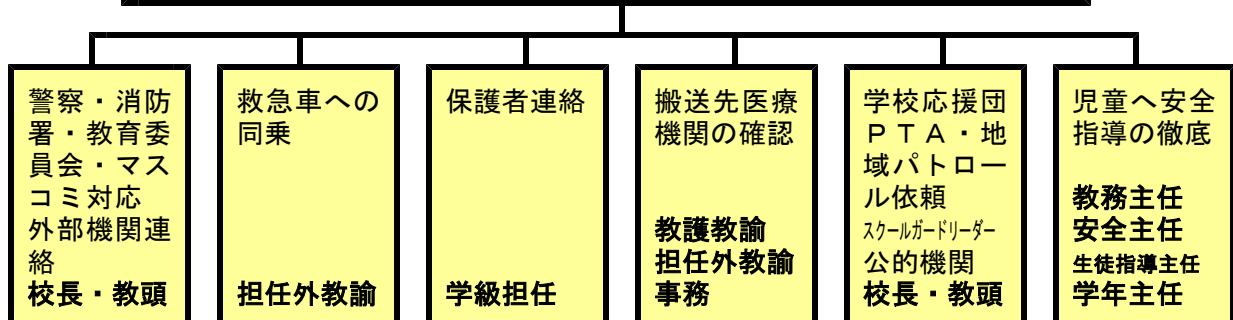 警察・消防
署・教育委
員会・マス
コミ対応
外部機関連
絡
校長・教頭
救急車への
同乗
担任外教諭
保護者連絡
学級担任
搬送先医療
機関の確認
教護教諭
担任外教諭
事務
学校応援団
ＰＴＡ・地
域パトロー
ル依頼
スクールガードリーダー
公的機関
校長・教頭
児童へ安全
指導の徹底
教務主任
安全主任
生徒指導主任
学年主任